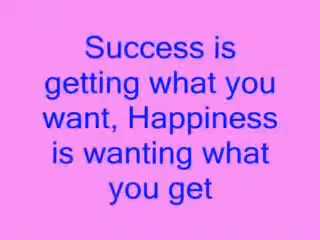 Success is
getting what you
want, Happiness
is wanting what
you get